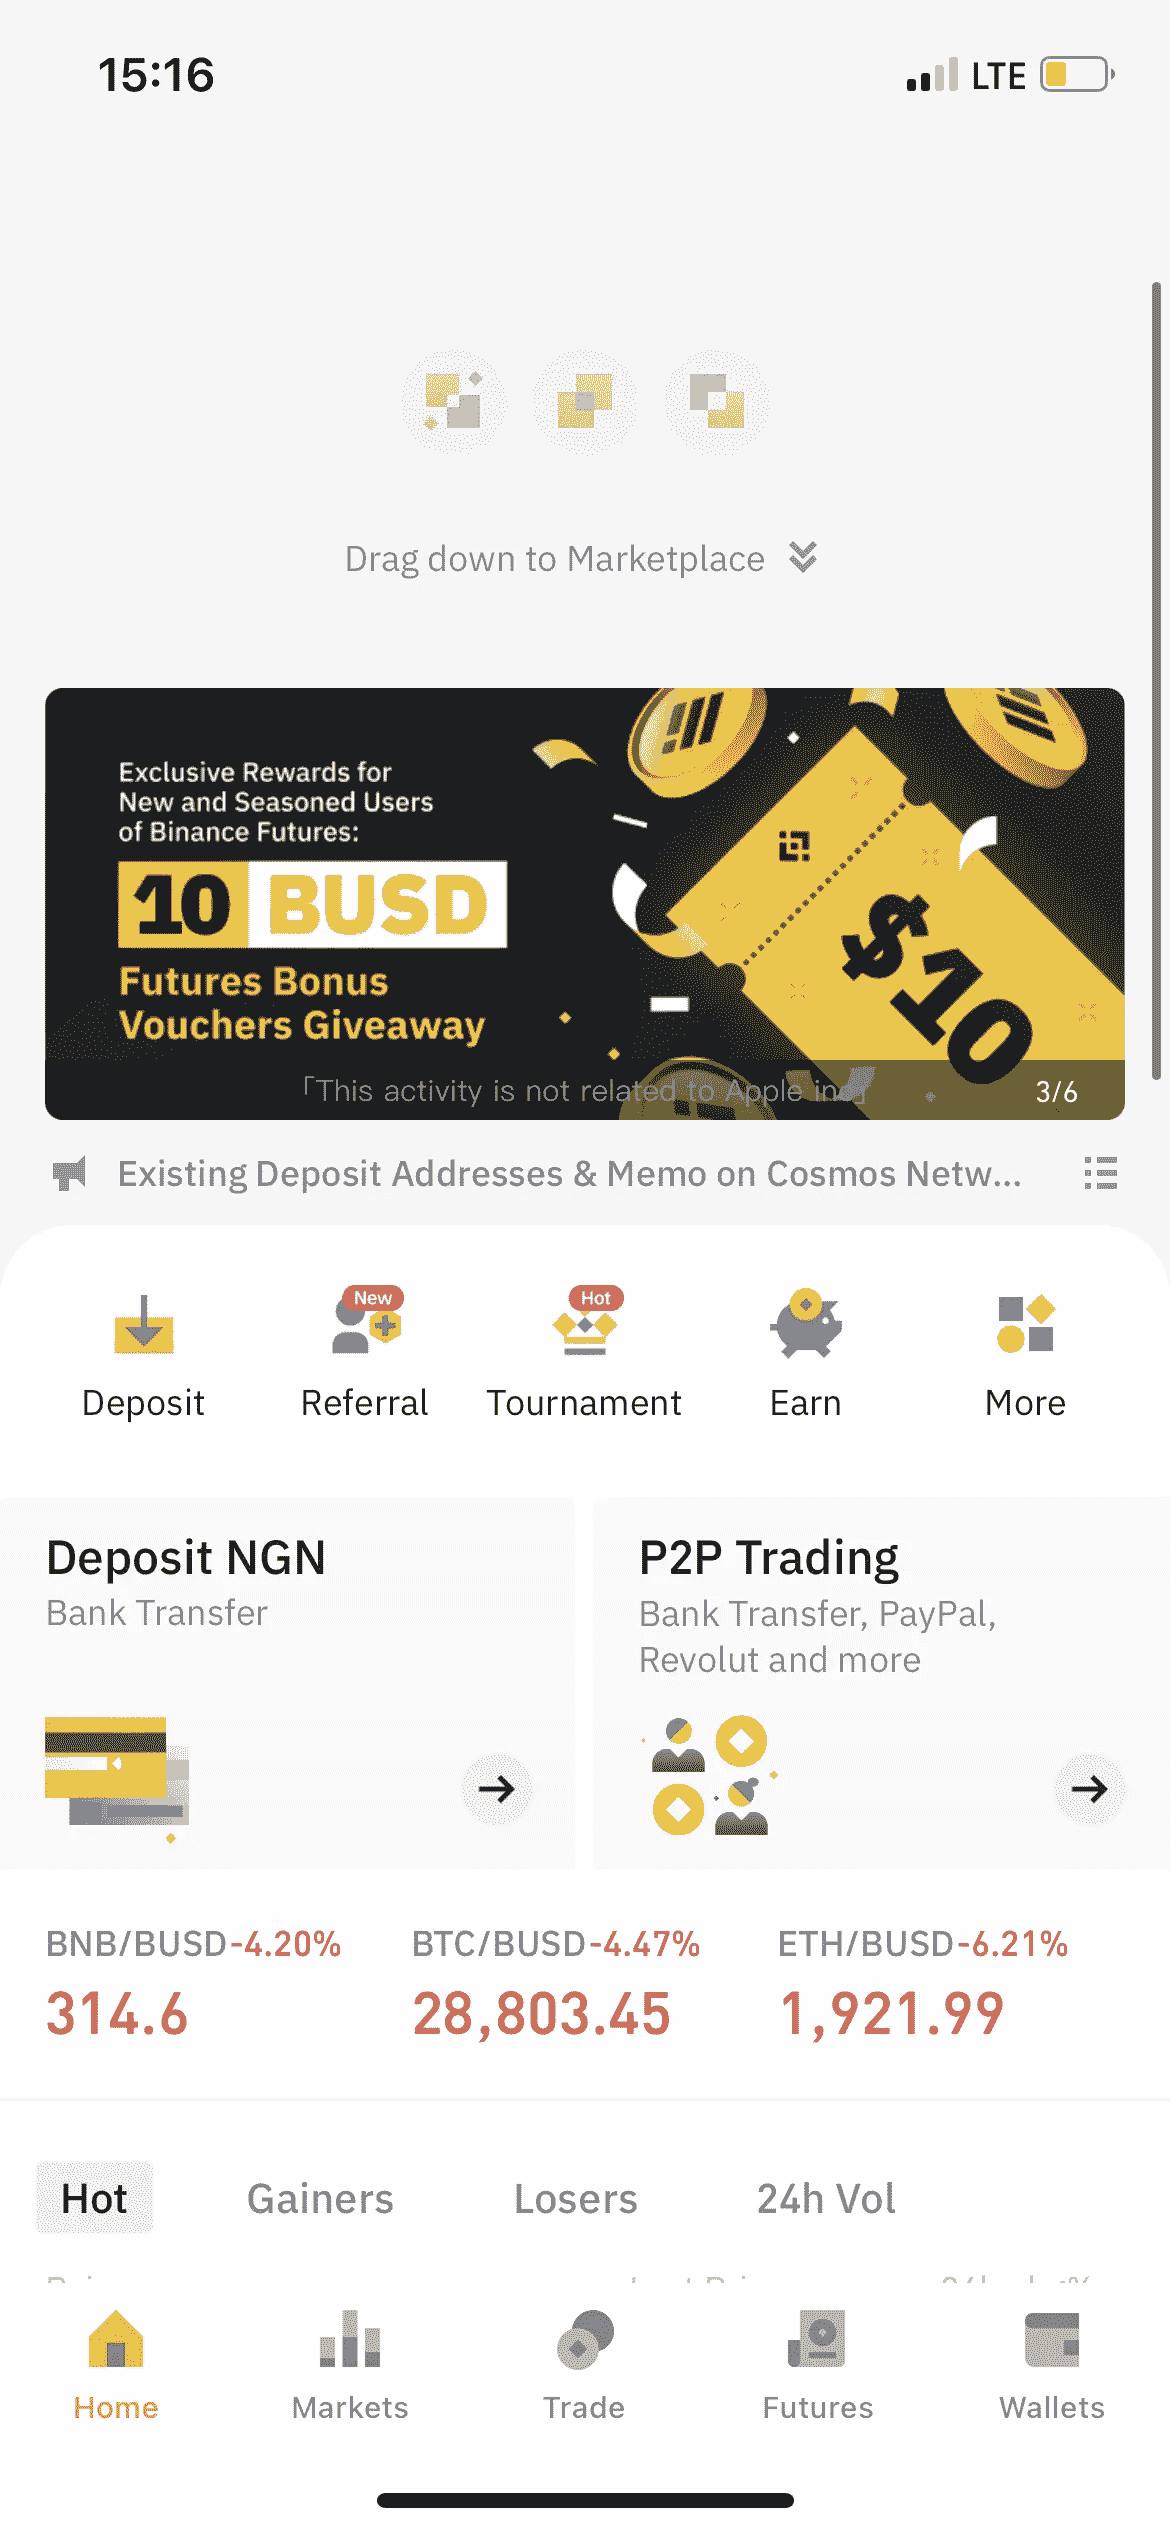 15:16
LTE
Drag down to Marketplace
Exclusive Rewards for
New and Seasoned Users
of Binance Futures:
10 BUSD
Futures Bonus
Vouchers Giveaway
$10
「This activity is not related to Apple inc」
3/6
Existing Deposit Addresses & Memo on Cosmos Netw...
New
Hot
Deposit
Referral
Tournament
Earn
More
Deposit NGN
Bank Transfer
P2P Trading
Bank Transfer, PayPal,
Revolut and more
BNB/BUSD-4.20%
BTC/BUSD-4.47%
ETH/BUSD-6.21%
314.6
28,803.45
1,921.99
Hot
Gainers
Losers
24h Vol
Home
Markets
Trade
Futures
Wallets